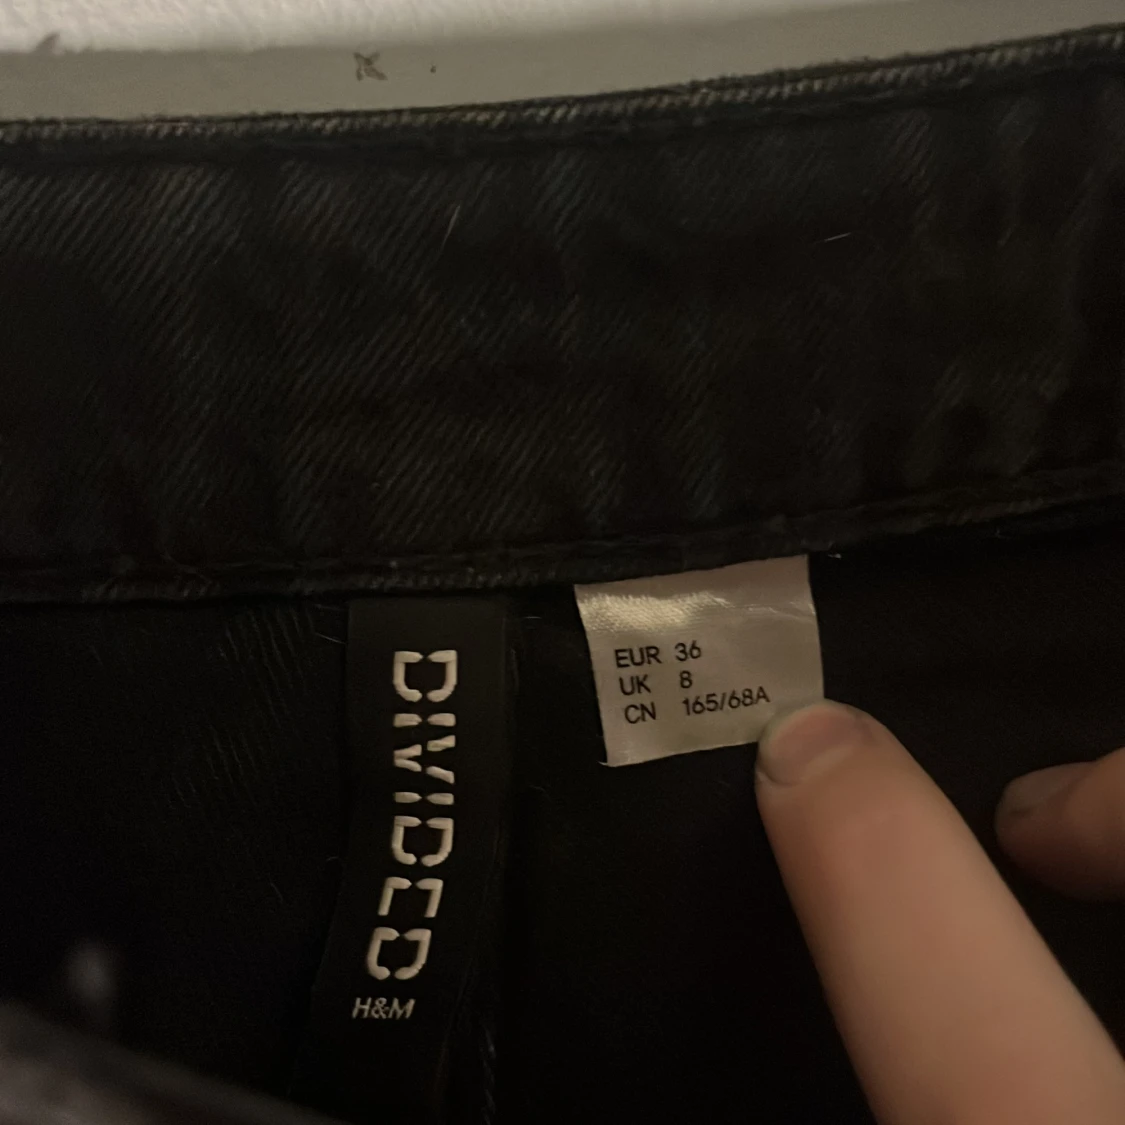 DIVIDED
H&M
EUR 36
UK 8
CN 165/68A